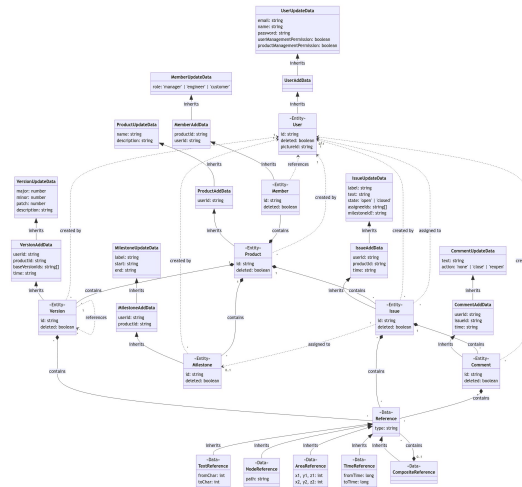 UserUpdateData
email: string
name: string
password: string
userManagementPermission: boolean
productManagementPermission: boolean
Inherits
UserAddData
Inherits
MemberUpdateData
role: 'manager' | 'engineer' | 'customer'
Inherits
«Entity»
User
id: string
deleted: boolean
pictureId: string
ProductUpdateData
name: string
description: string
MemberAddData
productId: string
userId: string
Inherits
Inherits
references
VersionUpdateData
major: number
minor: number
patch: number
description: string
IssueUpdateData
label: string
text: string
state: 'open' | 'closed'
assigneeIds: string[]
milestoneId: string
ProductAddData
userId: string
«Entity»
Member
id: string
deleted: boolean
created by
Inherits
created by
Inherits
contains
Inherits
created by
assigned to
VersionAddData
userId: string
productId: string
baseVersionIds: string[]
time: string
MilestoneUpdateData
label: string
start: string
end: string
«Entity»
Product
id: string
deleted: boolean
IssueAddData
userId: string
productId: string
time: string
CommentUpdateData
text: string
action: 'none' | 'close' | 'reopen'
created by
Inherits
Inherits
contains
Inherits
contains
Inherits
«Entity»
Version
id: string
deleted: boolean
references
MilestoneAddData
userId: string
productId: string
contains
«Entity»
Issue
id: string
deleted: boolean
CommentAddData
userId: string
issueId: string
time: string
Inherits
assigned to
Inherits
contains
«Entity»
Milestone
id: string
deleted: boolean
«Entity»
Comment
id: string
deleted: boolean
contains
contains
contains
«Data»
Reference
type: string
Inherits
Inherits
Inherits
Inherits
Inherits
contains
«Data»
TextReference
fromChar: int
toChar: int
«Data»
NodeReference
path: string
«Data»
AreaReference
x1, y1, z1: int
x2, y2, z2: int
«Data»
TimeReference
fromTime: long
toTime: long
«Data»
CompositeReference